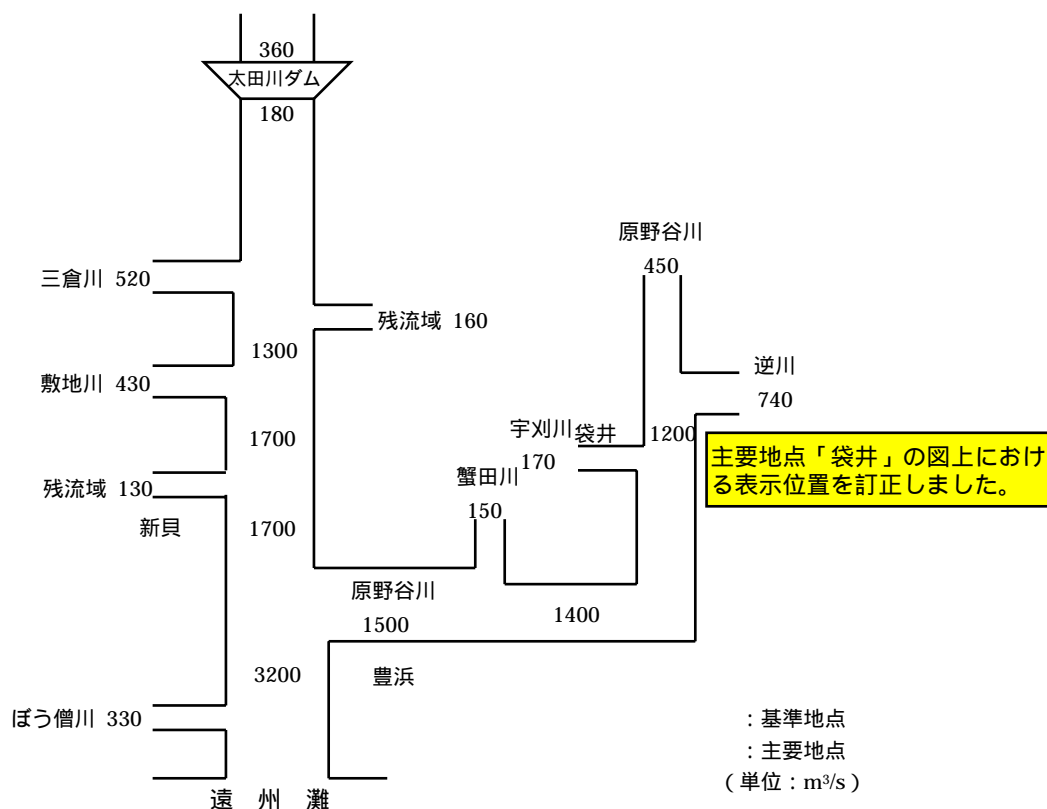 360
太田川ダム
180
原野谷川
450
三倉川 520
残流域 160
1300
逆川
敷地川 430
740
宇刈川
袋井
1200
1700
170
主要地点「袋井」の図上におけ
る表示位置を訂正しました。
蟹田川
残流域 130
150
新貝
1700
原野谷川
1500
1400
3200
豊浜
ぼう僧川 330
：基準地点
：主要地点
（単位：m³/s）
遠 州 灘